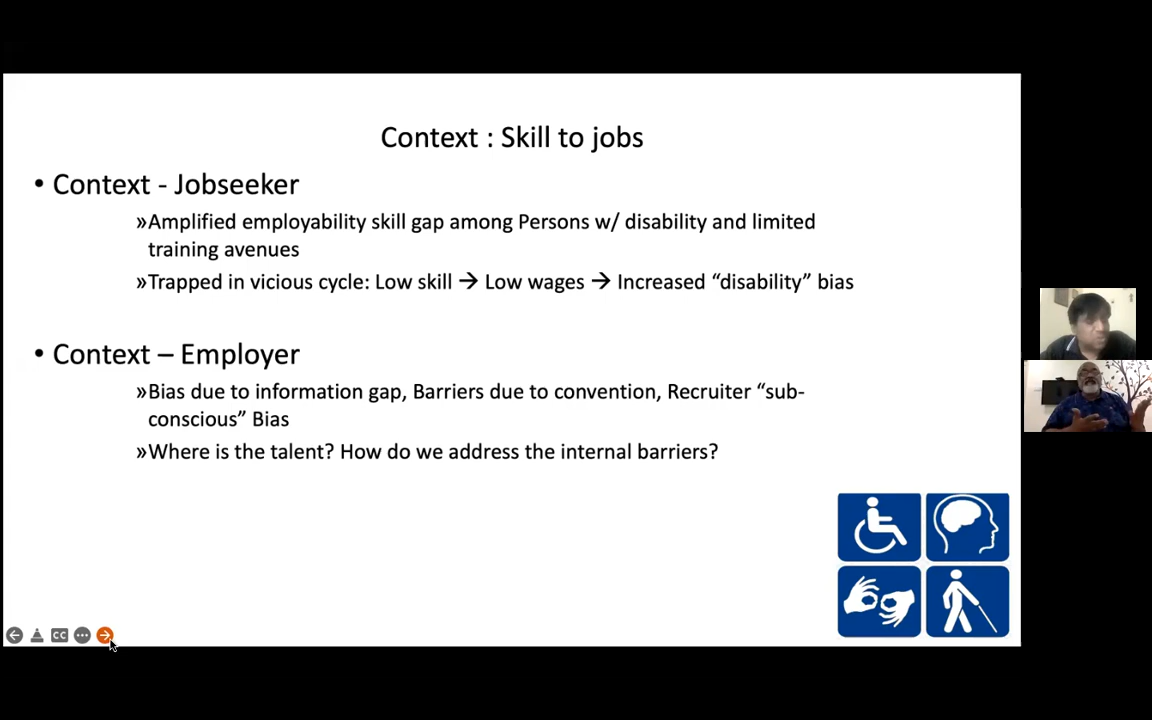 Context : Skill to jobs
• Context - Jobseeker
»Amplified employability skill gap among Persons w/ disability and limited
training avenues
»Trapped in vicious cycle: Low skill → Low wages → Increased “disability” bias
• Context – Employer
»Bias due to information gap, Barriers due to convention, Recruiter “sub-
conscious” Bias
»Where is the talent? How do we address the internal barriers?
CC